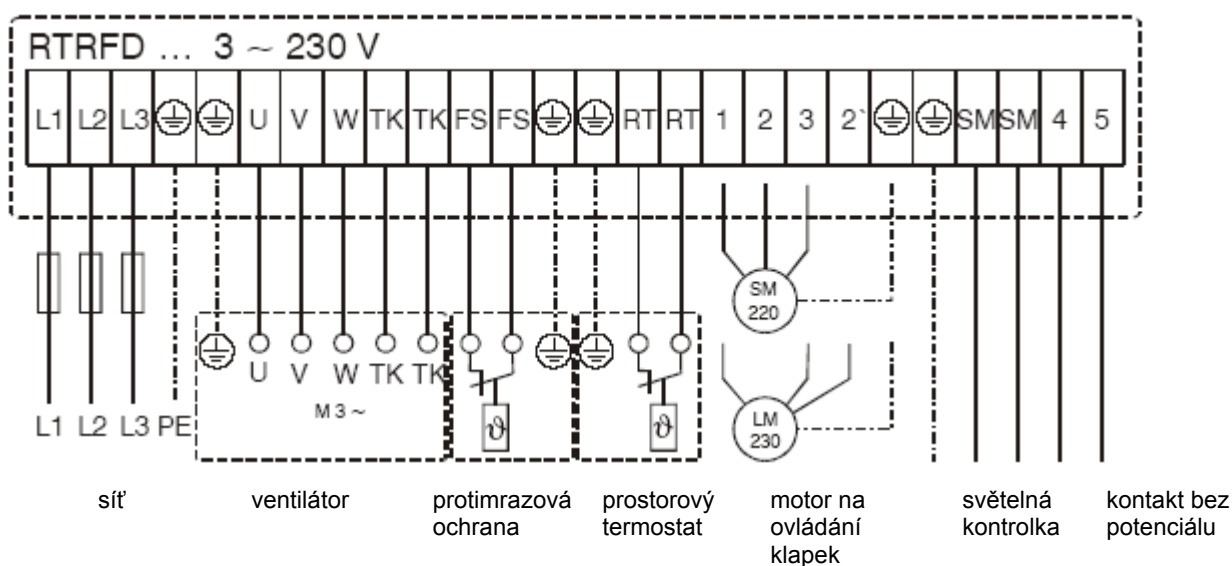 RTRFD ... 3 ~ 230 V
L1 L2 L3 U V W TK TK FS FS RT RT 1 2 3 2` SM SM 4 5
SM
220
U V W TK TK
M 3 ~
ϑ ϑ
LM
230
L1 L2 L3 PE
síť ventilátor protimrazová prostorový motor na světelná kontakt bez
ochrana termostat ovládání kontrolka potenciálu
klapek